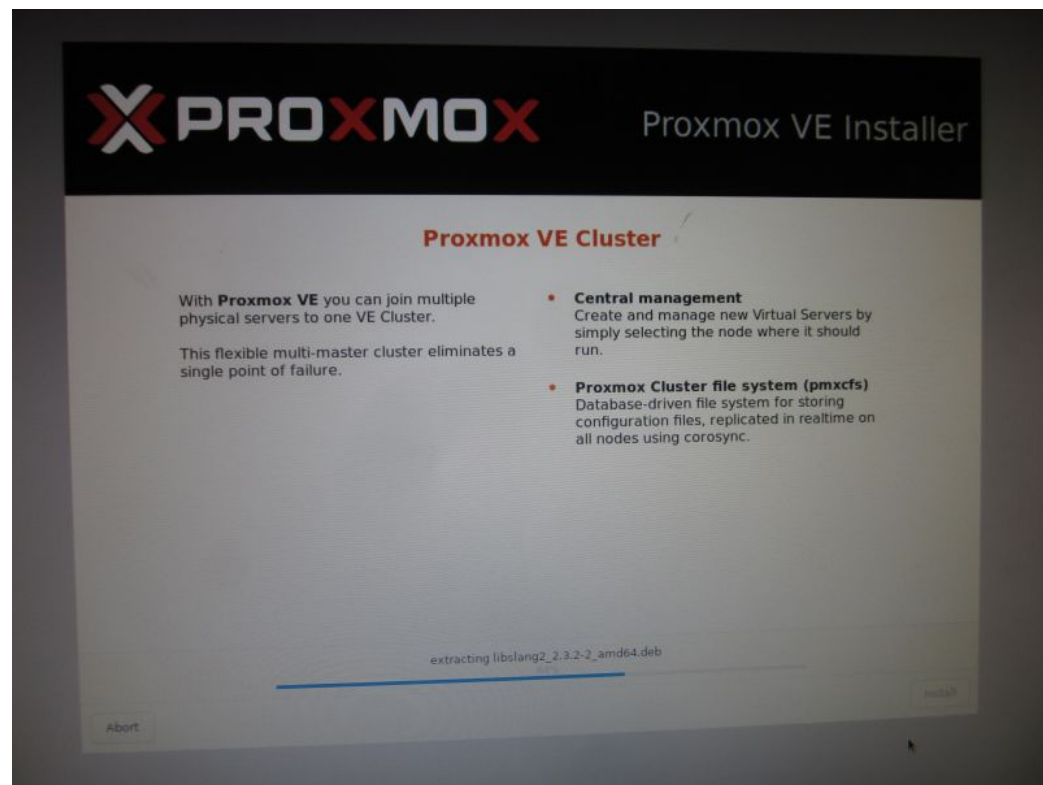 PROXMOX
Proxmox VE Installer
Proxmox VE Cluster
With Proxmox VE you can join multiple
physical servers to one VE Cluster.
This flexible multi-master cluster eliminates a
single point of failure.
• Central management
Create and manage new Virtual Servers by
simply selecting the node where it should
run.
• Proxmox Cluster file system (pmxcfs)
Database-driven file system for storing
configuration files, replicated in realtime on
all nodes using corosync.
extracting libslang2_2.3.2-2_amd64.deb
Abort
Install